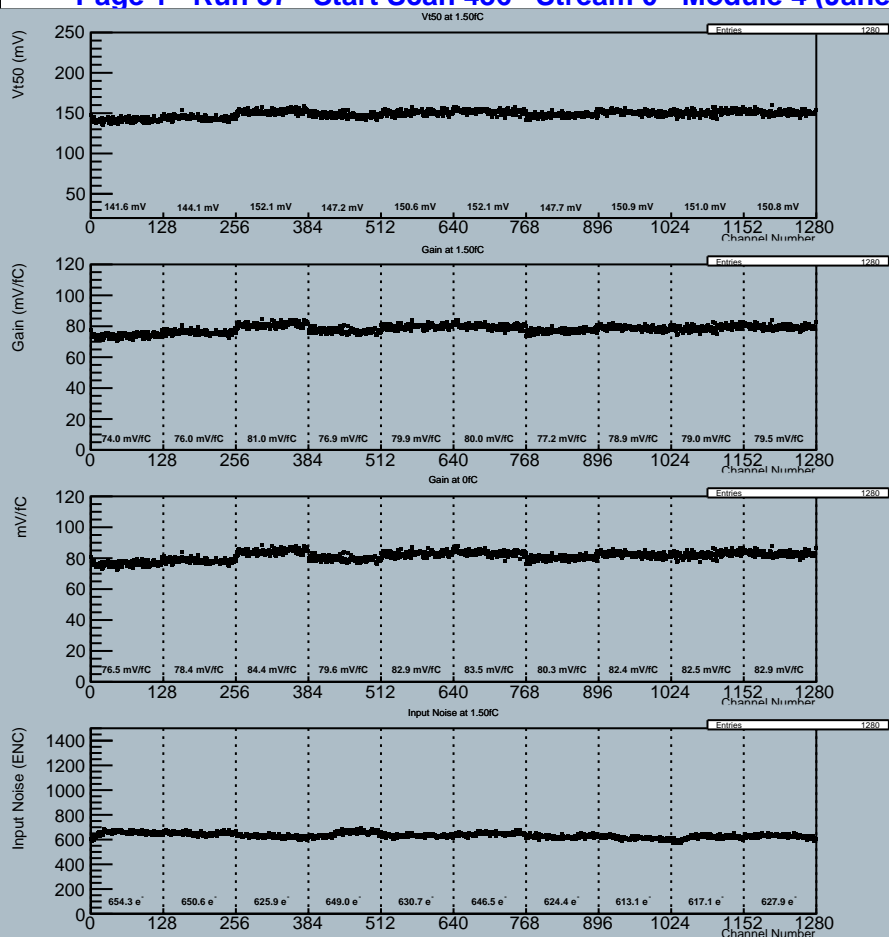 Page 1 Run 87 Start Scan Stream Module 4
Vt50 at 1.50fC
Entries 1280
Vt50 (mV)
250
200
150
100
50
141.6 mV 144.1 mV 152.1 mV 147.2 mV 150.6 mV 152.1 mV 147.7 mV 150.9 mV 151.0 mV 150.8 mV
0 128 256 384 512 640 768 896 1024 1152 1280
Channel Number
Gain at 1.50fC
Entries 1280
Gain (mV/fC)
120
100
80
60
40
20
0
74.0 mV/fC 76.0 mV/fC 81.0 mV/fC 76.9 mV/fC 79.9 mV/fC 80.0 mV/fC 77.2 mV/fC 78.9 mV/fC 79.0 mV/fC 79.5 mV/fC
0 128 256 384 512 640 768 896 1024 1152 1280
Channel Number
Gain at 0fC
Entries 1280
mV/fC
120
100
80
60
40
20
0
76.5 mV/fC 78.4 mV/fC 84.4 mV/fC 79.6 mV/fC 82.9 mV/fC 83.5 mV/fC 80.3 mV/fC 82.4 mV/fC 82.5 mV/fC 82.9 mV/fC
0 128 256 384 512 640 768 896 1024 1152 1280
Channel Number
Input Noise at 1.50fC
Entries 1280
Input Noise (ENC)
1400
1200
1000
800
600
400
200
0
654.3 e⁻ 650.6 e⁻ 625.9 e⁻ 649.0 e⁻ 630.7 e⁻ 646.5 e⁻ 624.4 e⁻ 613.1 e⁻ 617.1 e⁻ 627.9 e⁻
0 128 256 384 512 640 768 896 1024 1152 1280
Channel Number